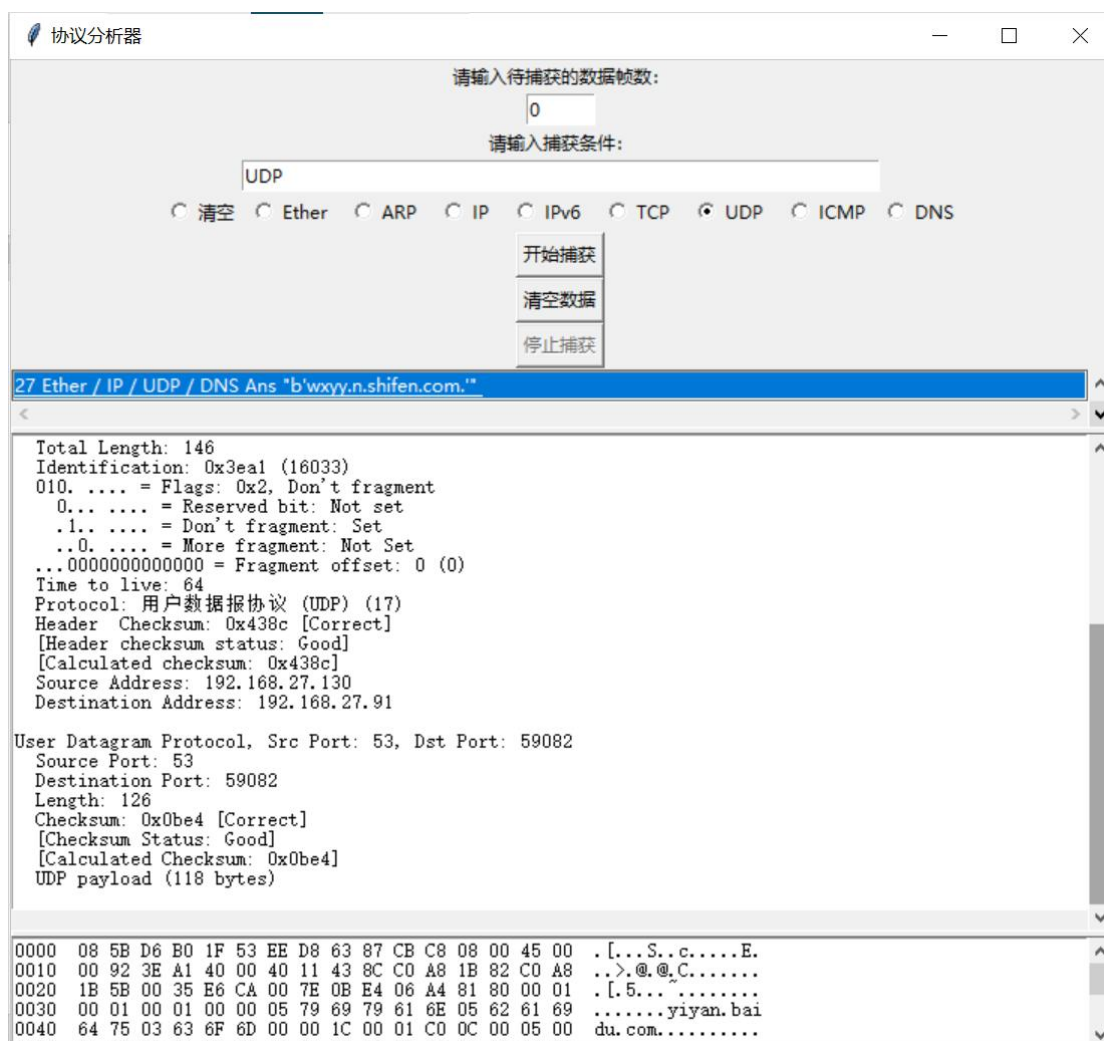 协议分析器
请输入待捕获的数据帧数:
0
请输入捕获条件:
UDP
清空 Ether ARP IP IPv6 TCP UDP ICMP DNS
开始捕获
清空数据
停止捕获
27 Ether / IP / UDP / DNS Ans "b'wxyy.n.shifen.com.'"
Total Length: 146
Identification: 0x3ea1 (16033)
010. .... = Flags: 0x2, Don't fragment
0... .... = Reserved bit: Not set
.1.. .... = Don't fragment: Set
..0. .... = More fragment: Not Set
...0000000000000 = Fragment offset: 0 (0)
Time to live: 64
Protocol: 用户数据报协议 (UDP) (17)
Header  Checksum: 0x438c [Correct]
[Header checksum status: Good]
[Calculated checksum: 0x438c]
Source Address: 192.168.27.130
Destination Address: 192.168.27.91
User Datagram Protocol, Src Port: 53, Dst Port: 59082
Source Port: 53
Destination Port: 59082
Length: 126
Checksum: 0x0be4 [Correct]
[Checksum Status: Good]
[Calculated Checksum: 0x0be4]
UDP payload (118 bytes)
0000  08 5B D6 B0 1F 53 EE D8 63 87 CB C8 08 00 45 00  .[...S..c.....E.
0010  00 92 3E A1 40 00 40 11 43 8C C0 A8 1B 82 C0 A8  ..>.@.@.C.......
0020  1B 5B 00 35 E6 CA 00 7E 0B E4 06 A4 81 80 00 01  .[.5...~........
0030  00 01 00 01 00 00 05 79 69 79 61 6E 05 62 61 69  .......yiyan.bai
0040  64 75 03 63 6F 6D 00 00 1C 00 01 C0 0C 00 05 00  du.com..........